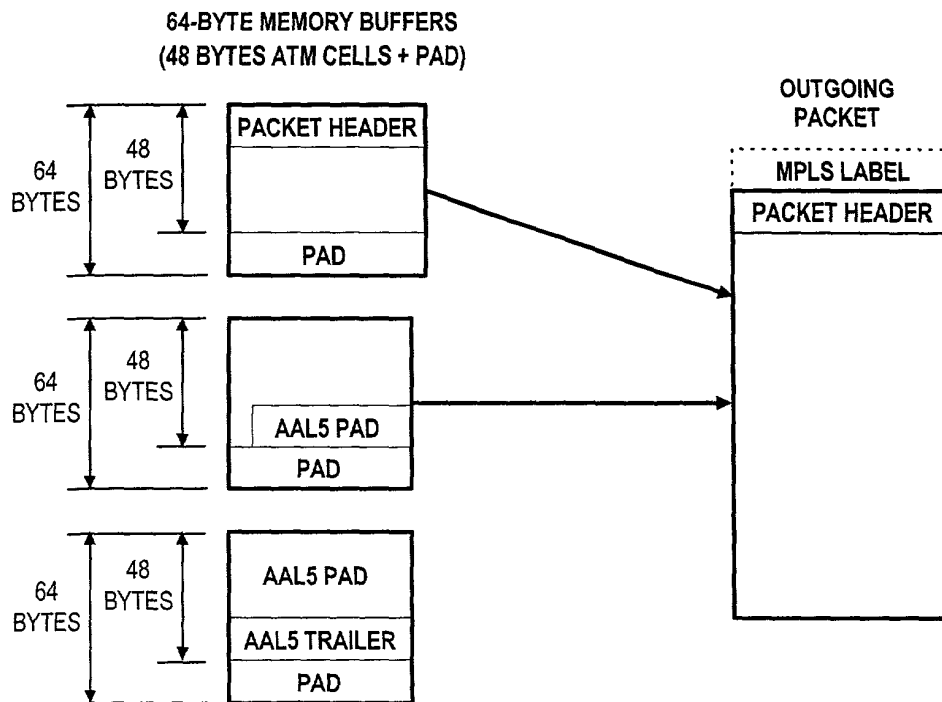 64-BYTE MEMORY BUFFERS
(48 BYTES ATM CELLS + PAD)
OUTGOING
PACKET
MPLS LABEL
PACKET HEADER
64
BYTES
48
BYTES
PACKET HEADER
PAD
64
BYTES
48
BYTES
AAL5 PAD
PAD
64
BYTES
48
BYTES
AAL5 PAD
AAL5 TRAILER
PAD